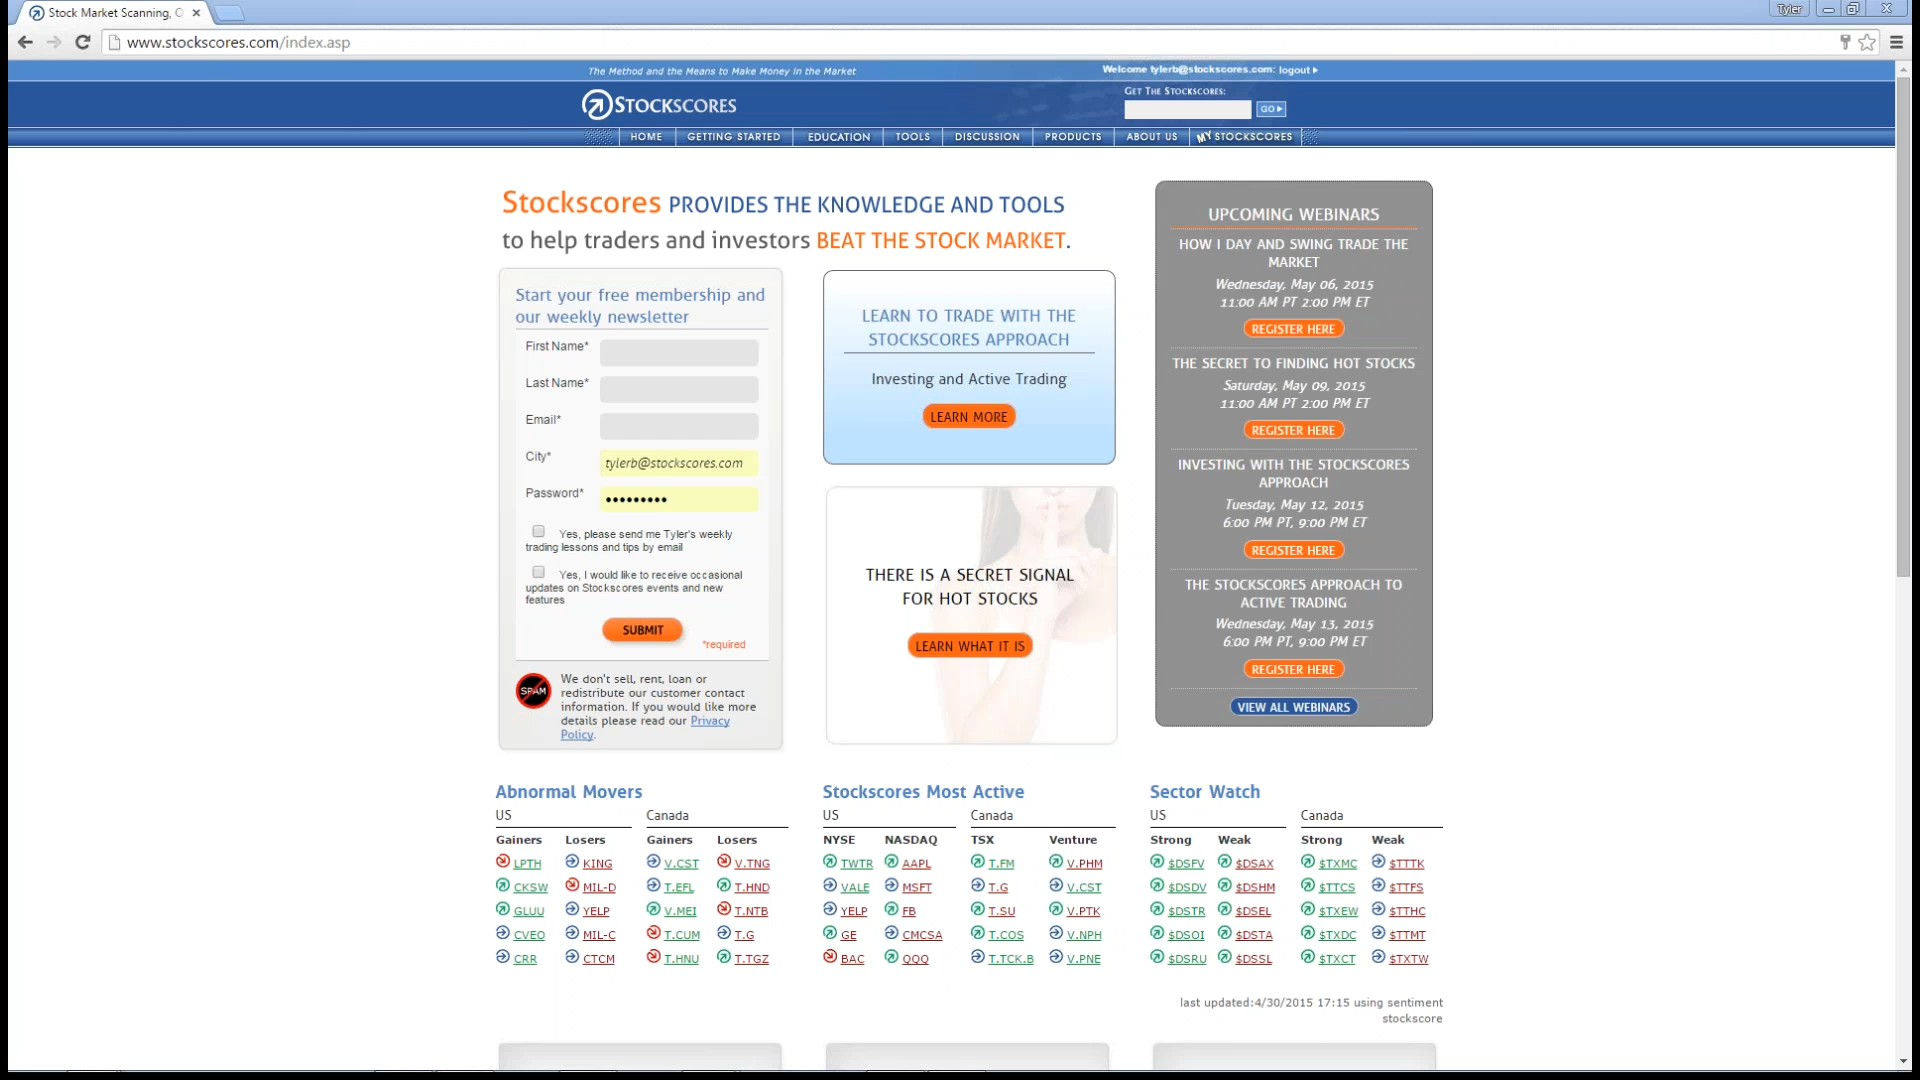 Stock Market Scanning, C
Tyler
www.stockscores.com/index.asp
The Method and the Means to Make Money in the Market
Welcome tylerb@stockscores.com: logout
GET THE STOCKSCORES:
STOCKSCORES
GO
HOME GETTING STARTED EDUCATION TOOLS DISCUSSION PRODUCTS ABOUT US MY STOCKSCORES
Stockscores PROVIDES THE KNOWLEDGE AND TOOLS
to help traders and investors BEAT THE STOCK MARKET.
Start your free membership and
our weekly newsletter
First Name*
Last Name*
Email*
City* tylerb@stockscores.com
Password* •••••••••
Yes, please send me Tyler's weekly
trading lessons and tips by email
Yes, I would like to receive occasional
updates on Stockscores events and new
features
SUBMIT
*required
SPAM
We don't sell, rent, loan or
redistribute our customer contact
information. If you would like more
details please read our Privacy
Policy.
LEARN TO TRADE WITH THE
STOCKSCORES APPROACH
Investing and Active Trading
LEARN MORE
THERE IS A SECRET SIGNAL
FOR HOT STOCKS
LEARN WHAT IT IS
UPCOMING WEBINARS
HOW I DAY AND SWING TRADE THE
MARKET
Wednesday, May 06, 2015
11:00 AM PT 2:00 PM ET
REGISTER HERE
THE SECRET TO FINDING HOT STOCKS
Saturday, May 09, 2015
11:00 AM PT 2:00 PM ET
REGISTER HERE
INVESTING WITH THE STOCKSCORES
APPROACH
Tuesday, May 12, 2015
6:00 PM PT, 9:00 PM ET
REGISTER HERE
THE STOCKSCORES APPROACH TO
ACTIVE TRADING
Wednesday, May 13, 2015
6:00 PM PT, 9:00 PM ET
REGISTER HERE
VIEW ALL WEBINARS
Abnormal Movers
US Canada
Gainers Losers Gainers Losers
LPTH KING V.CST V.TNG
CKSW MIL-D T.EFL T.HND
GLUU YELP V.MEI T.NTB
CVEO MIL-C T.CUM T.G
CRR CTCM T.HNU T.TGZ
Stockscores Most Active
US Canada
NYSE NASDAQ TSX Venture
TWTR AAPL T.FM V.PHM
VALE MSFT T.G V.CST
YELP FB T.SU V.PTK
GE CMCSA T.COS V.NPH
BAC QQQ T.TCK.B V.PNE
Sector Watch
US Canada
Strong Weak Strong Weak
$DSFV $DSAX $TXMC $TTTK
$DSDV $DSHM $TTCS $TTFS
$DSTR $DSEL $TXEW $TTHC
$DSOI $DSTA $TXDC $TTMT
$DSRU $DSSL $TXCT $TXTW
last updated:4/30/2015 17:15 using sentiment
stockscore